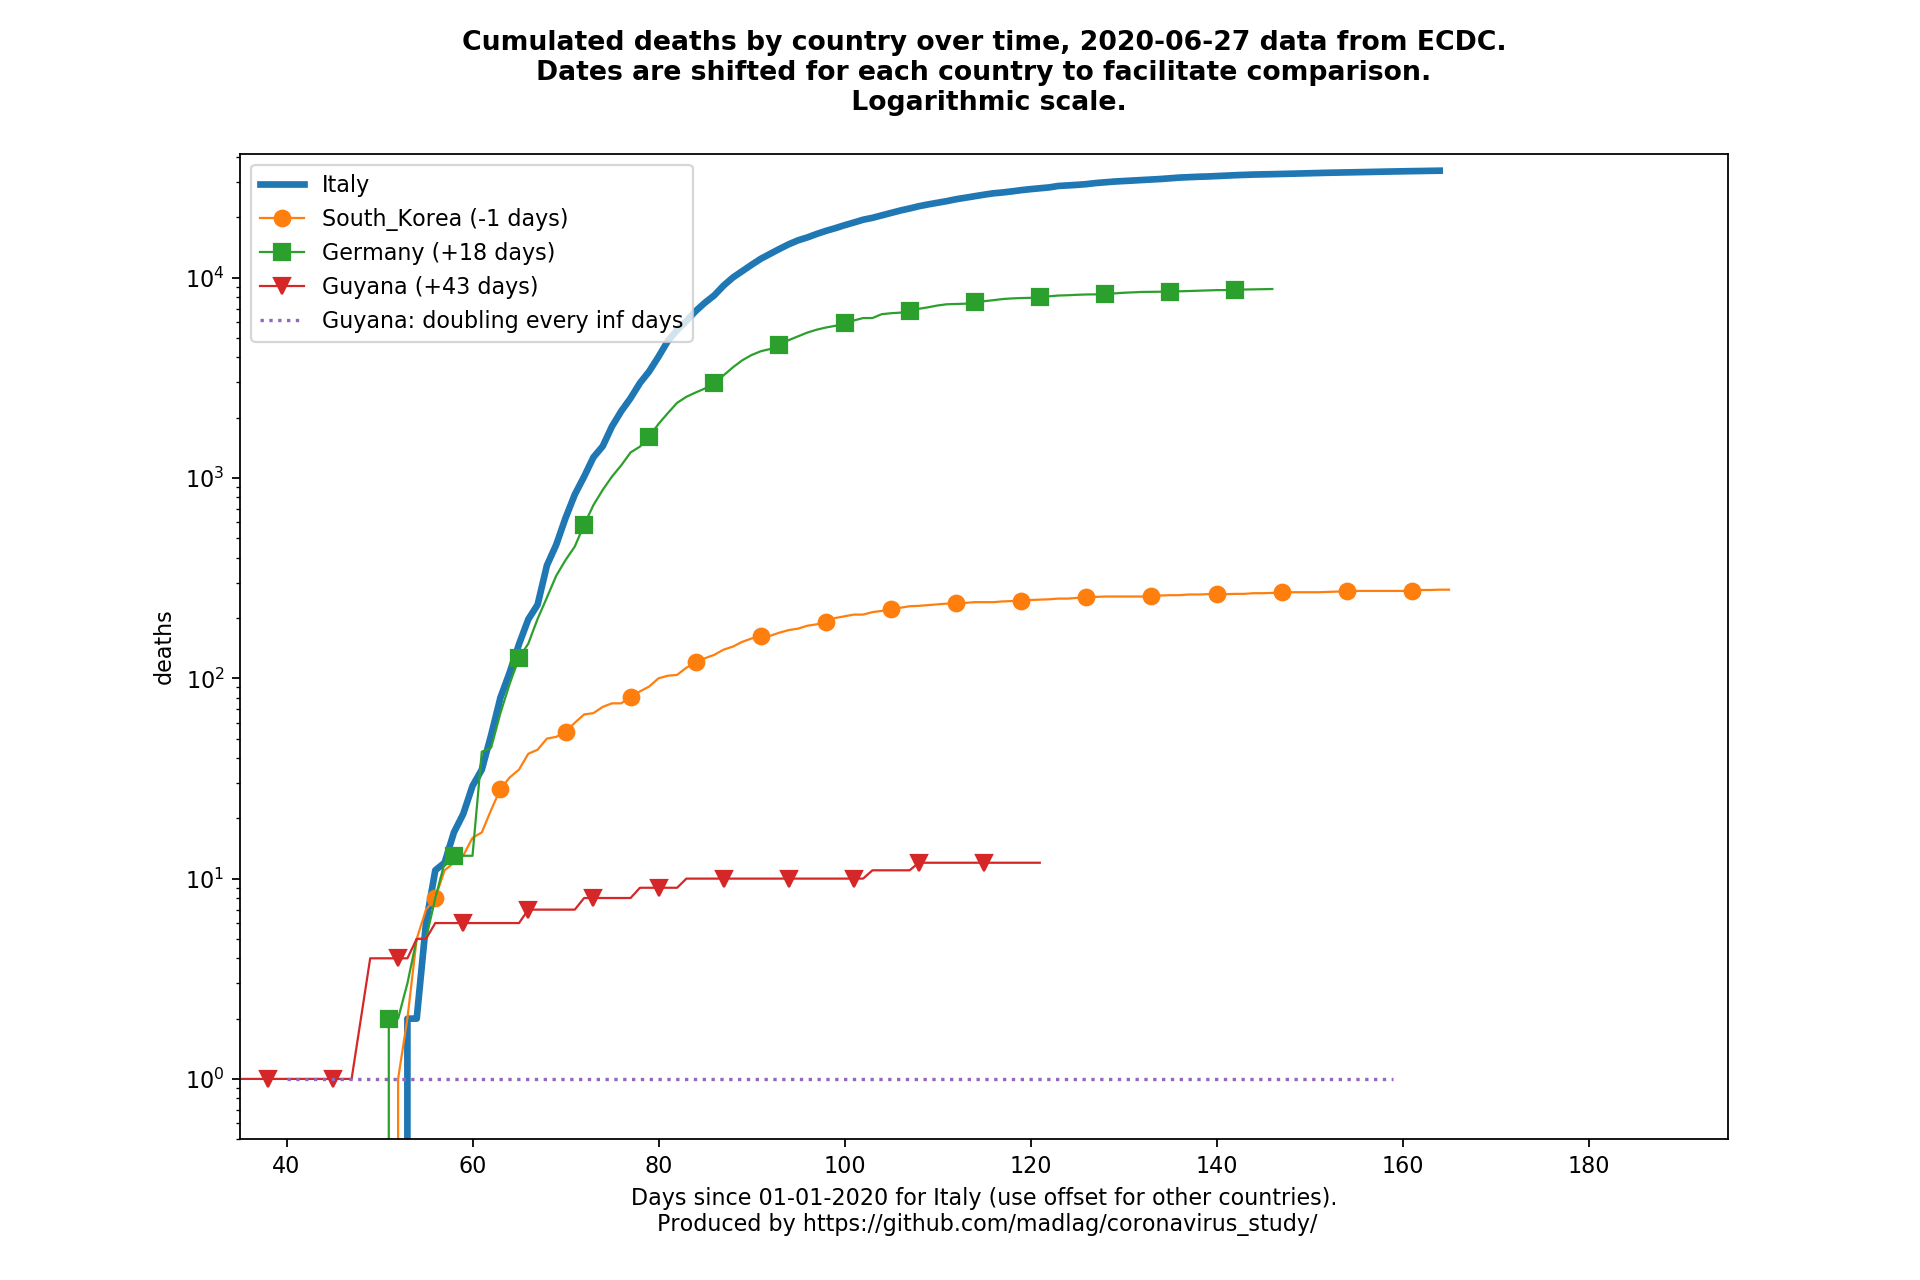 Cumulated deaths by country over time, 2020-06-27 data from ECDC.
Dates are shifted for each country to facilitate comparison.
Logarithmic scale.
Italy
South_Korea (-1 days)
Germany (+18 days)
Guyana (+43 days)
Guyana: doubling every inf days
10^4
10^3
10^2
10^1
10^0
deaths
40 60 80 100 120 140 160 180
Days since 01-01-2020 for Italy (use offset for other countries).
Produced by https://github.com/madlag/coronavirus_study/